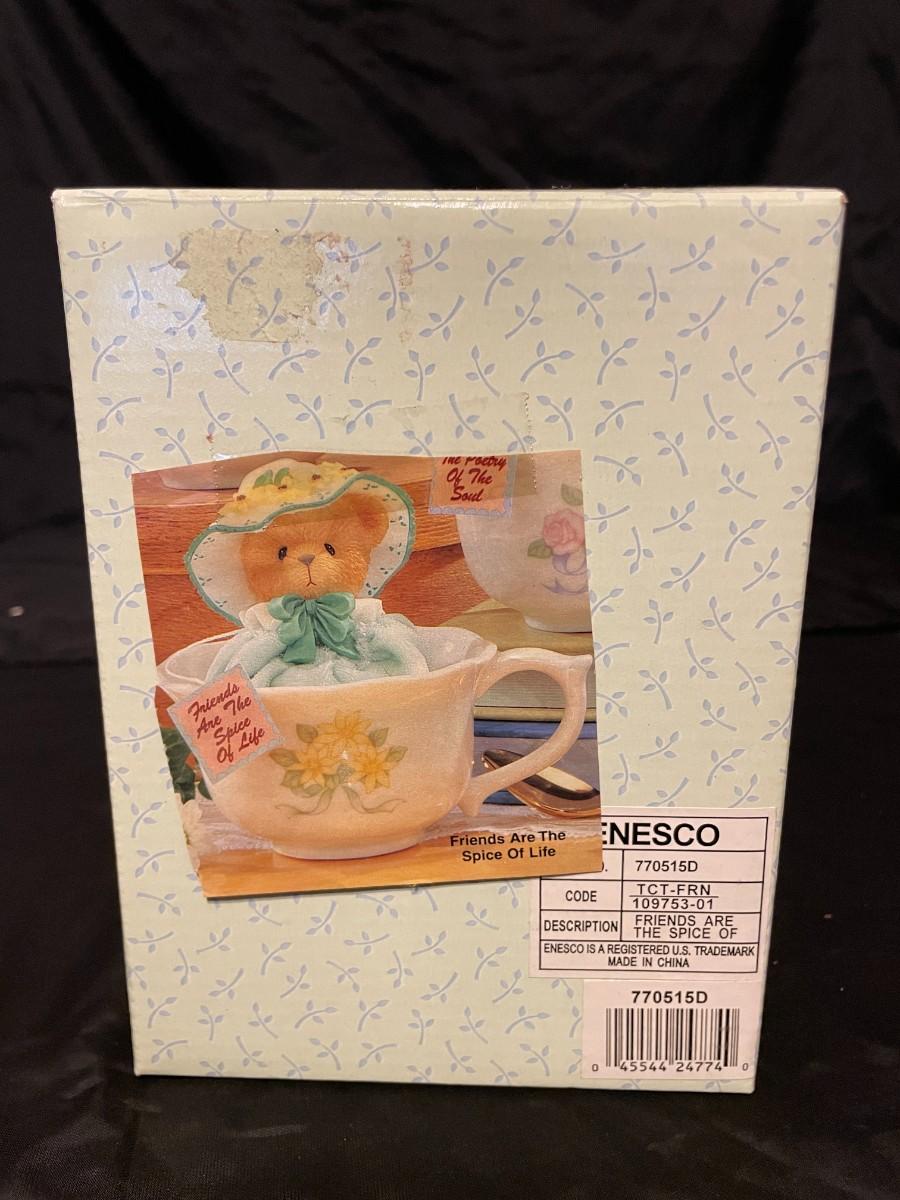 The Poetry
Of The
Soul
Friends
Are The
Spice
Of Life
Friends Are The
Spice Of Life
ENESCO
770515D
CODE
TCT-FRN
109753-01
DESCRIPTION
FRIENDS ARE
THE SPICE OF
ENESCO IS A REGISTERED U.S. TRADEMARK
MADE IN CHINA
770515D
0 45544 24774 0